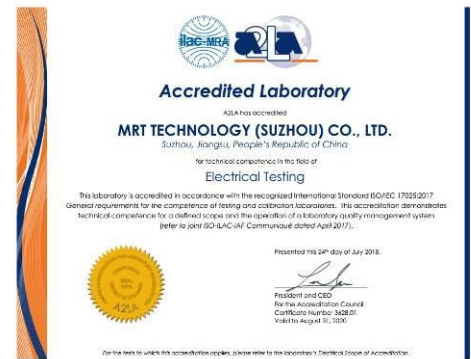 ilac-MRA
A2LA
Accredited Laboratory
A2LA has accredited
MRT TECHNOLOGY (SUZHOU) CO., LTD.
Suzhou, Jiangsu, People's Republic of China
for technical competence in the field of
Electrical Testing
This laboratory is accredited in accordance with the recognized International Standard ISO/IEC 17025:2017
General requirements for the competence of testing and calibration laboratories. This accreditation demonstrates
technical competence for a defined scope and the operation of a laboratory quality management system
(refer to joint ISO-ILAC-IAF Communiqué dated April 2017).
Presented this 24th day of July 2018.
President and CEO
For the Accreditation Council
Certificate Number 3628.01
Valid to August 31, 2020
SEAL
1978
A2LA
For the tests to which this accreditation applies, please refer to the laboratory's Electrical Scope of Accreditation.